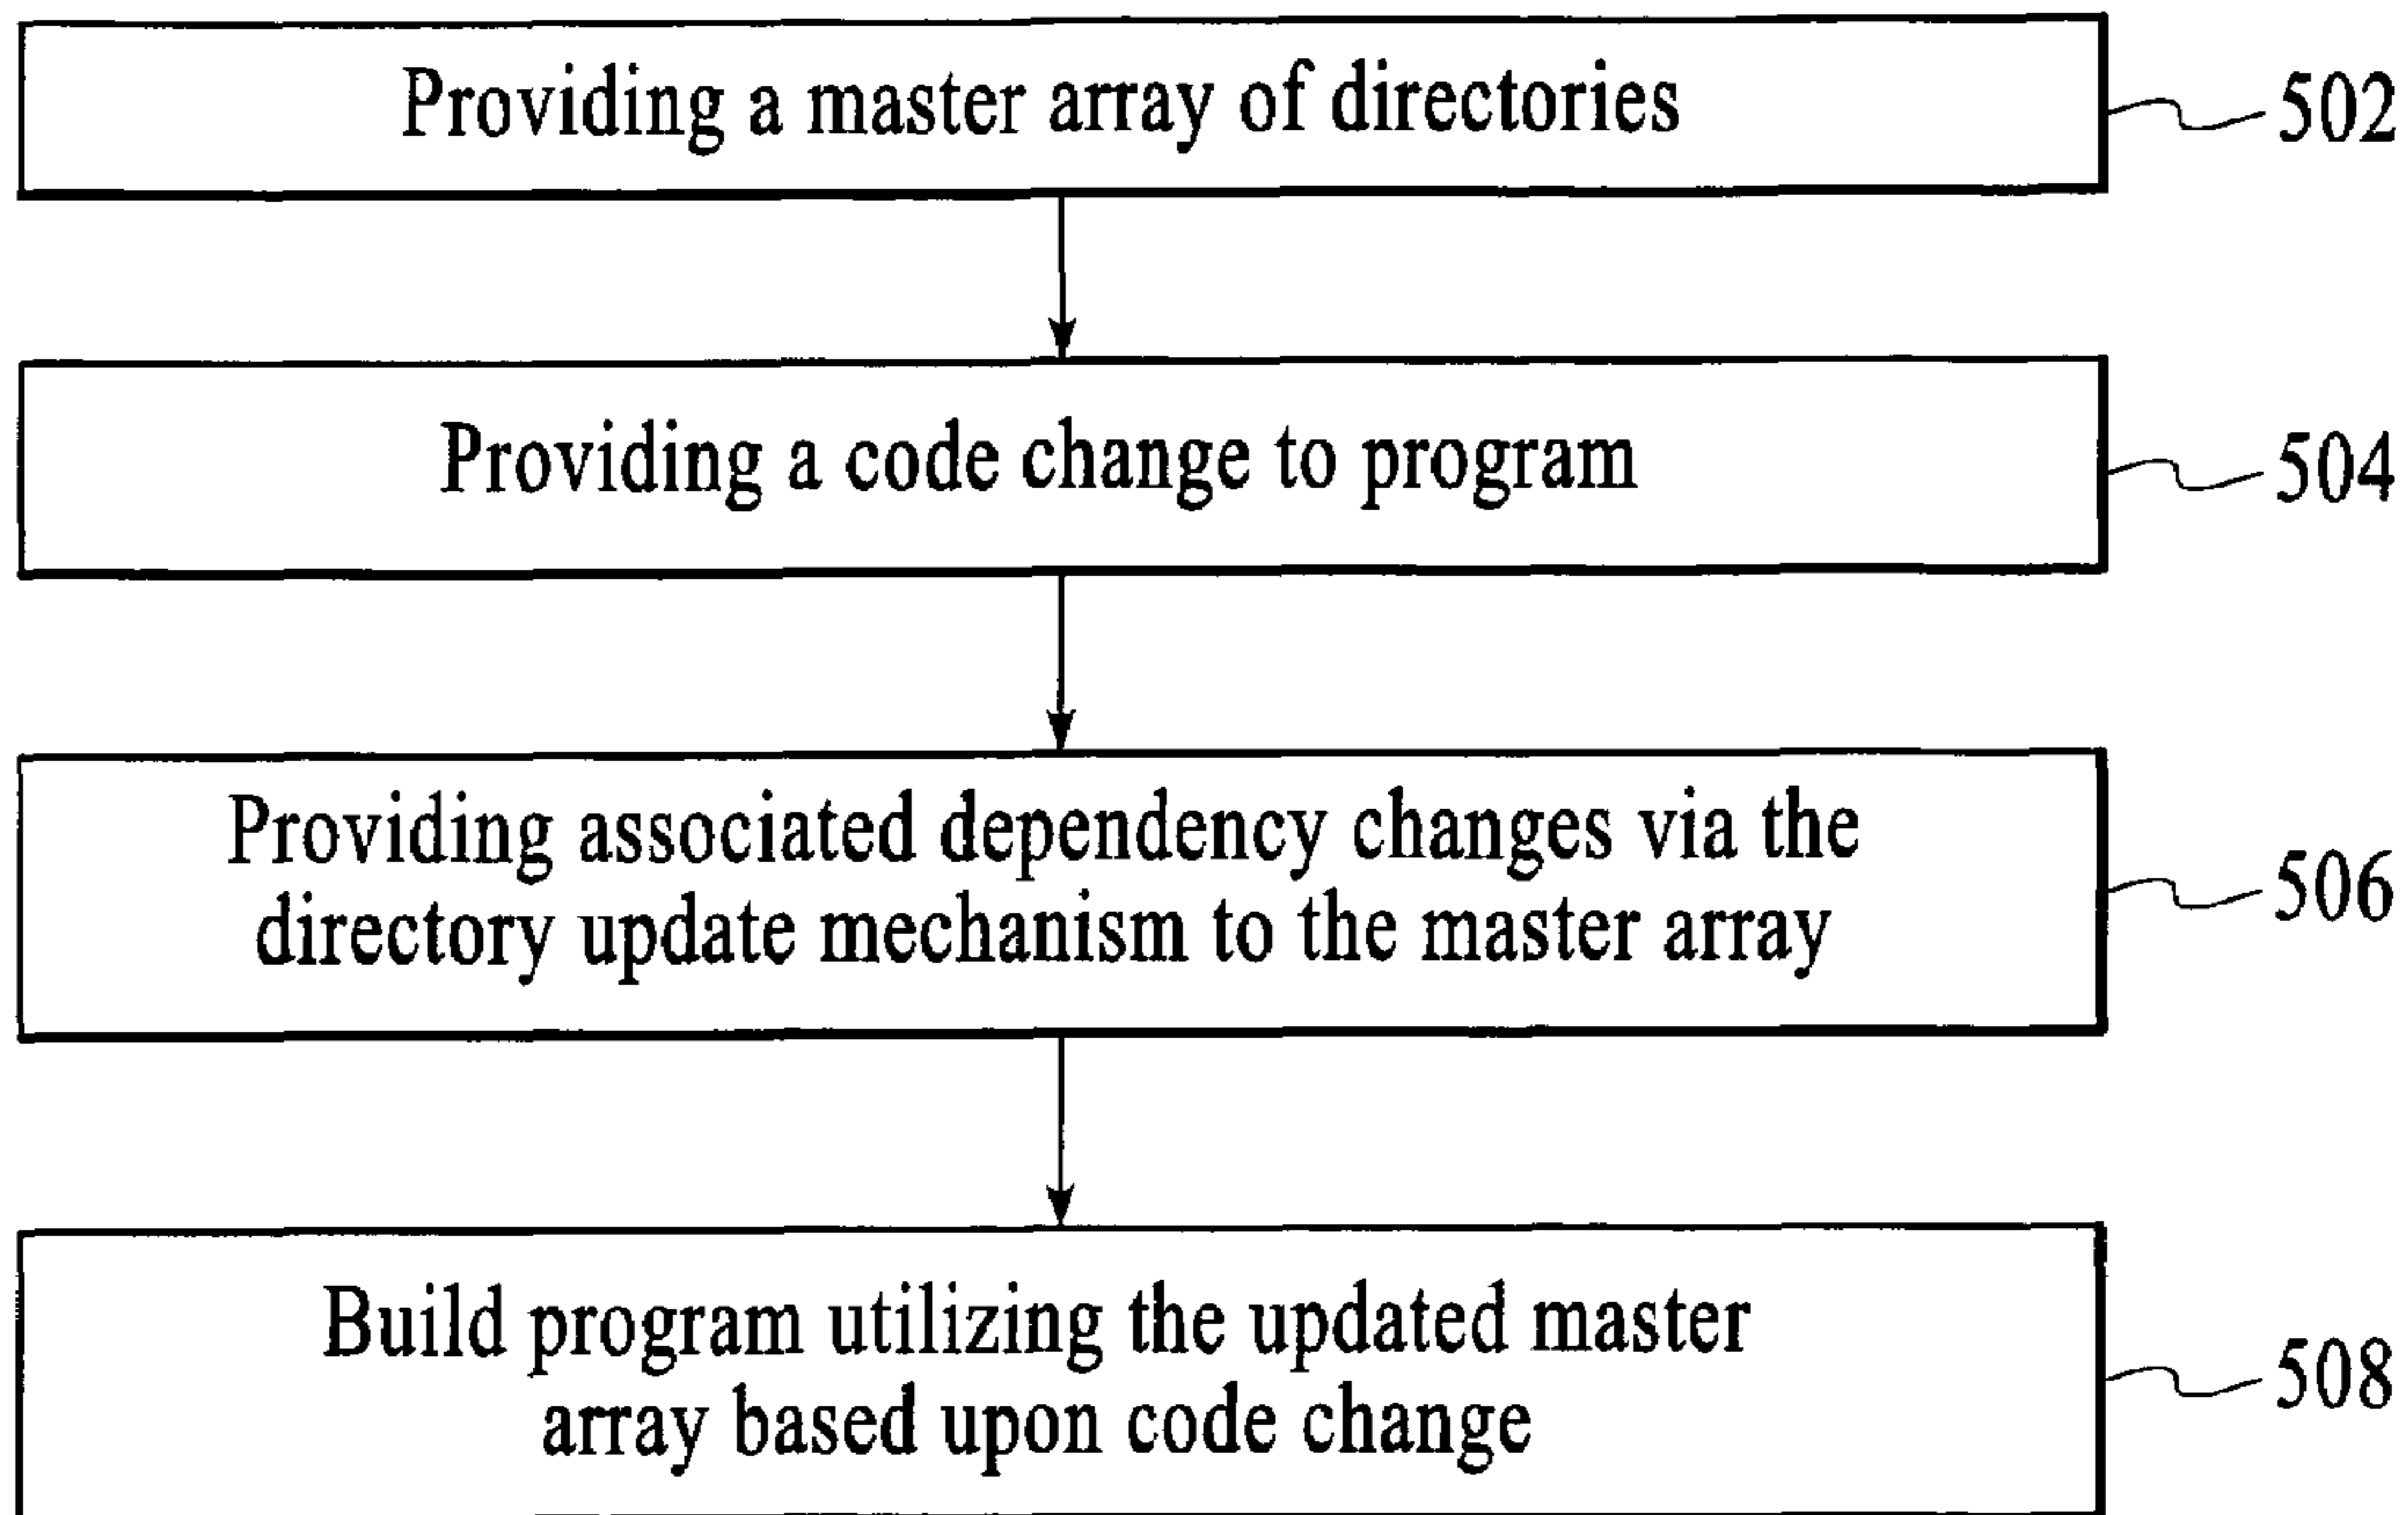 Providing a master array of directories
502
Providing a code change to program
504
Providing associated dependency changes via the
directory update mechanism to the master array
506
Build program utilizing the updated master
array based upon code change
508